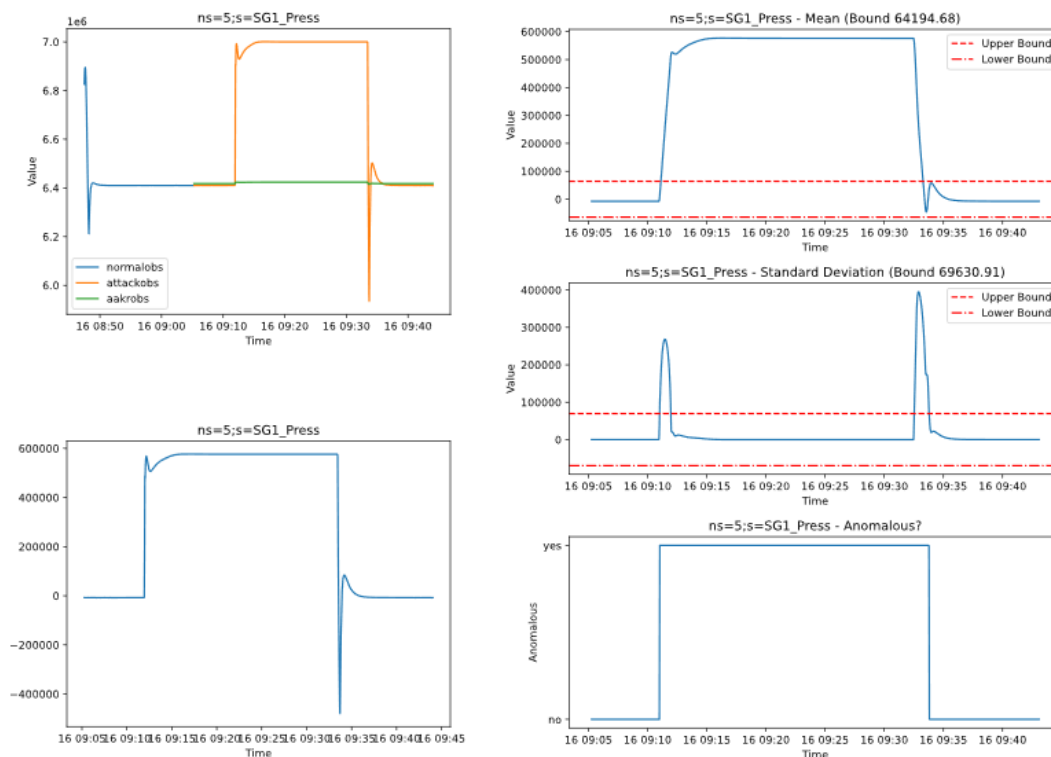 ns=5;s=SG1_Press
1e6
7.0
6.8
6.6
6.4
6.2
6.0
Value
normalobs
attackobs
aakrobs
16 08:50 16 09:00 16 09:10 16 09:20 16 09:30 16 09:40
Time
ns=5;s=SG1_Press
600000
400000
200000
0
−200000
−400000
16 09:05 16 09:10 16 09:15 16 09:20 16 09:25 16 09:30 16 09:35 16 09:40 16 09:45
Time
ns=5;s=SG1_Press - Mean (Bound 64194.68)
600000
500000
400000
300000
200000
100000
0
Value
Upper Bound
Lower Bound
16 09:05 16 09:10 16 09:15 16 09:20 16 09:25 16 09:30 16 09:35 16 09:40
Time
ns=5;s=SG1_Press - Standard Deviation (Bound 69630.91)
400000
300000
200000
100000
0
Value
Upper Bound
Lower Bound
16 09:05 16 09:10 16 09:15 16 09:20 16 09:25 16 09:30 16 09:35 16 09:40
Time
ns=5;s=SG1_Press - Anomalous?
yes
no
Anomalous
16 09:05 16 09:10 16 09:15 16 09:20 16 09:25 16 09:30 16 09:35 16 09:40
Time